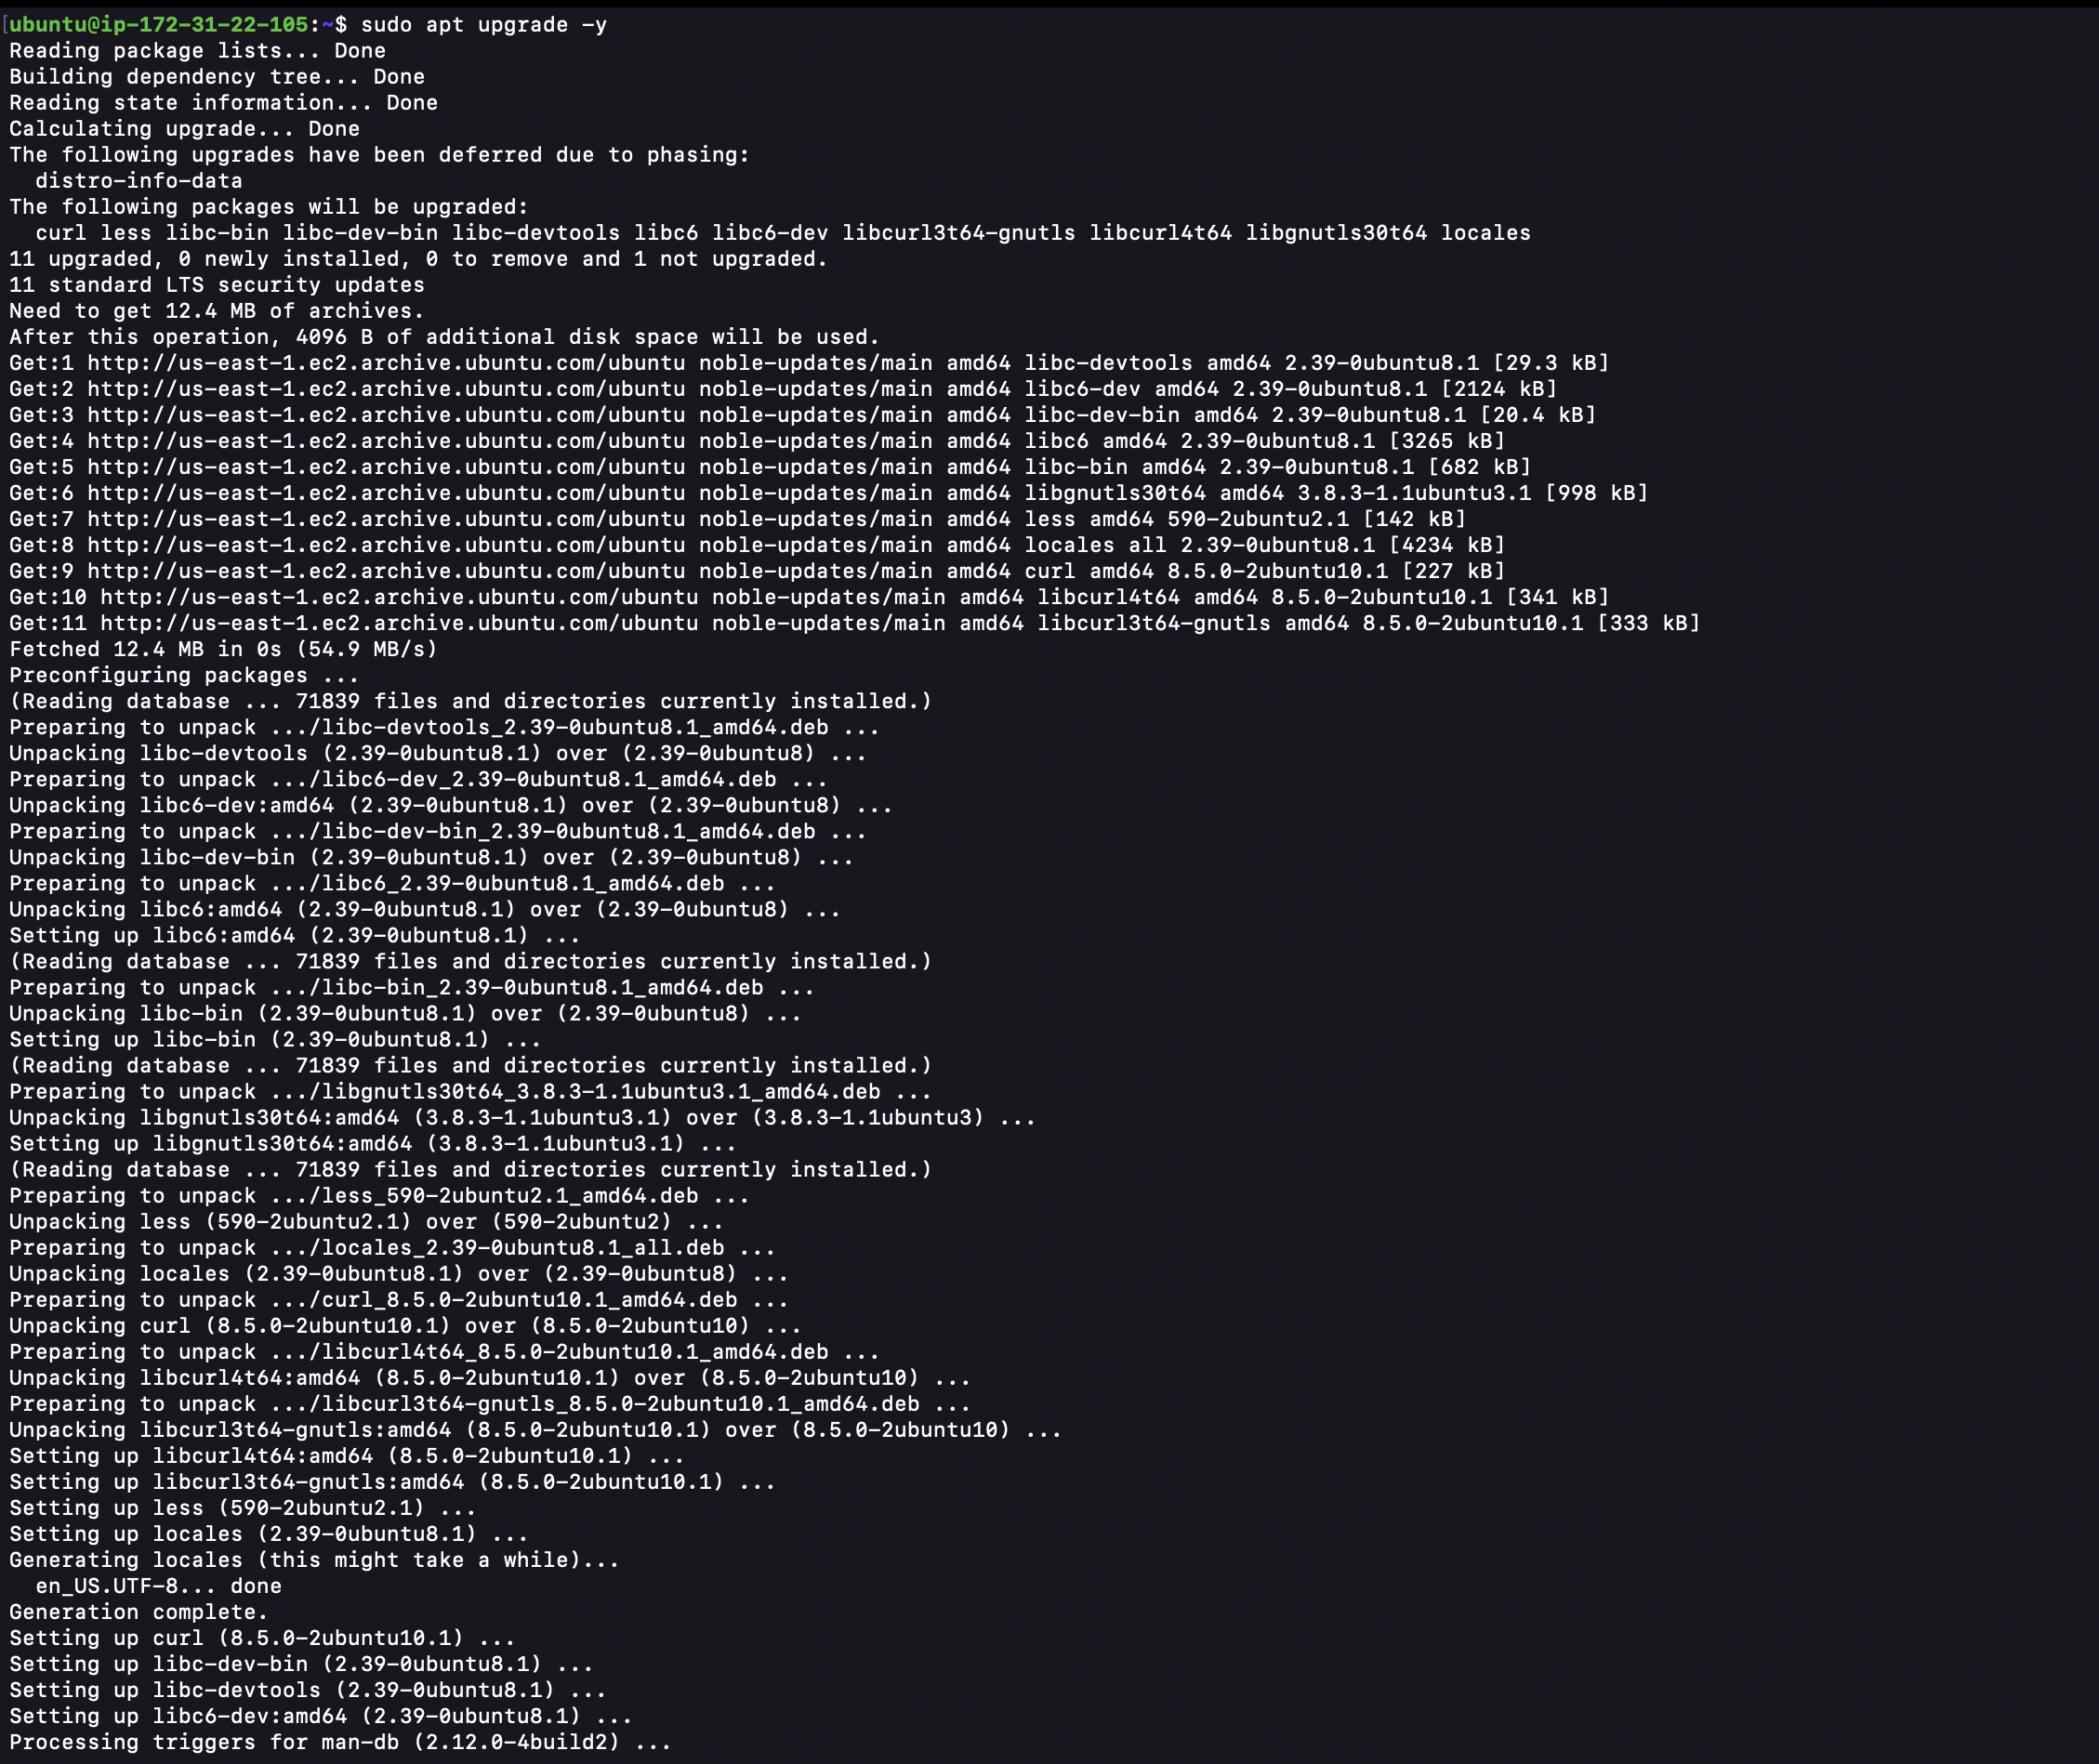 ubuntu@ip-172-31-22-105:~$ sudo apt upgrade -y
Reading package lists... Done
Building dependency tree... Done
Reading state information... Done
Calculating upgrade... Done
The following upgrades have been deferred due to phasing:
  distro-info-data
The following packages will be upgraded:
  curl less libc-bin libc-dev-bin libc-devtools libc6 libc6-dev libcurl3t64-gnutls libcurl4t64 libgnutls30t64 locales
11 upgraded, 0 newly installed, 0 to remove and 1 not upgraded.
11 standard LTS security updates
Need to get 12.4 MB of archives.
After this operation, 4096 B of additional disk space will be used.
Get:1 http://us-east-1.ec2.archive.ubuntu.com/ubuntu noble-updates/main amd64 libc-devtools amd64 2.39-0ubuntu8.1 [29.3 kB]
Get:2 http://us-east-1.ec2.archive.ubuntu.com/ubuntu noble-updates/main amd64 libc6-dev amd64 2.39-0ubuntu8.1 [2124 kB]
Get:3 http://us-east-1.ec2.archive.ubuntu.com/ubuntu noble-updates/main amd64 libc-dev-bin amd64 2.39-0ubuntu8.1 [20.4 kB]
Get:4 http://us-east-1.ec2.archive.ubuntu.com/ubuntu noble-updates/main amd64 libc6 amd64 2.39-0ubuntu8.1 [3265 kB]
Get:5 http://us-east-1.ec2.archive.ubuntu.com/ubuntu noble-updates/main amd64 libc-bin amd64 2.39-0ubuntu8.1 [682 kB]
Get:6 http://us-east-1.ec2.archive.ubuntu.com/ubuntu noble-updates/main amd64 libgnutls30t64 amd64 3.8.3-1.1ubuntu3.1 [998 kB]
Get:7 http://us-east-1.ec2.archive.ubuntu.com/ubuntu noble-updates/main amd64 less amd64 590-2ubuntu2.1 [142 kB]
Get:8 http://us-east-1.ec2.archive.ubuntu.com/ubuntu noble-updates/main amd64 locales all 2.39-0ubuntu8.1 [4234 kB]
Get:9 http://us-east-1.ec2.archive.ubuntu.com/ubuntu noble-updates/main amd64 curl amd64 8.5.0-2ubuntu10.1 [227 kB]
Get:10 http://us-east-1.ec2.archive.ubuntu.com/ubuntu noble-updates/main amd64 libcurl4t64 amd64 8.5.0-2ubuntu10.1 [341 kB]
Get:11 http://us-east-1.ec2.archive.ubuntu.com/ubuntu noble-updates/main amd64 libcurl3t64-gnutls amd64 8.5.0-2ubuntu10.1 [333 kB]
Fetched 12.4 MB in 0s (54.9 MB/s)
Preconfiguring packages ...
(Reading database ... 71839 files and directories currently installed.)
Preparing to unpack .../libc-devtools_2.39-0ubuntu8.1_amd64.deb ...
Unpacking libc-devtools (2.39-0ubuntu8.1) over (2.39-0ubuntu8) ...
Preparing to unpack .../libc6-dev_2.39-0ubuntu8.1_amd64.deb ...
Unpacking libc6-dev:amd64 (2.39-0ubuntu8.1) over (2.39-0ubuntu8) ...
Preparing to unpack .../libc-dev-bin_2.39-0ubuntu8.1_amd64.deb ...
Unpacking libc-dev-bin (2.39-0ubuntu8.1) over (2.39-0ubuntu8) ...
Preparing to unpack .../libc6_2.39-0ubuntu8.1_amd64.deb ...
Unpacking libc6:amd64 (2.39-0ubuntu8.1) over (2.39-0ubuntu8) ...
Setting up libc6:amd64 (2.39-0ubuntu8.1) ...
(Reading database ... 71839 files and directories currently installed.)
Preparing to unpack .../libc-bin_2.39-0ubuntu8.1_amd64.deb ...
Unpacking libc-bin (2.39-0ubuntu8.1) over (2.39-0ubuntu8) ...
Setting up libc-bin (2.39-0ubuntu8.1) ...
(Reading database ... 71839 files and directories currently installed.)
Preparing to unpack .../libgnutls30t64_3.8.3-1.1ubuntu3.1_amd64.deb ...
Unpacking libgnutls30t64:amd64 (3.8.3-1.1ubuntu3.1) over (3.8.3-1.1ubuntu3) ...
Setting up libgnutls30t64:amd64 (3.8.3-1.1ubuntu3.1) ...
(Reading database ... 71839 files and directories currently installed.)
Preparing to unpack .../less_590-2ubuntu2.1_amd64.deb ...
Unpacking less (590-2ubuntu2.1) over (590-2ubuntu2) ...
Preparing to unpack .../locales_2.39-0ubuntu8.1_all.deb ...
Unpacking locales (2.39-0ubuntu8.1) over (2.39-0ubuntu8) ...
Preparing to unpack .../curl_8.5.0-2ubuntu10.1_amd64.deb ...
Unpacking curl (8.5.0-2ubuntu10.1) over (8.5.0-2ubuntu10) ...
Preparing to unpack .../libcurl4t64_8.5.0-2ubuntu10.1_amd64.deb ...
Unpacking libcurl4t64:amd64 (8.5.0-2ubuntu10.1) over (8.5.0-2ubuntu10) ...
Preparing to unpack .../libcurl3t64-gnutls_8.5.0-2ubuntu10.1_amd64.deb ...
Unpacking libcurl3t64-gnutls:amd64 (8.5.0-2ubuntu10.1) over (8.5.0-2ubuntu10) ...
Setting up libcurl4t64:amd64 (8.5.0-2ubuntu10.1) ...
Setting up libcurl3t64-gnutls:amd64 (8.5.0-2ubuntu10.1) ...
Setting up less (590-2ubuntu2.1) ...
Setting up locales (2.39-0ubuntu8.1) ...
Generating locales (this might take a while)...
  en_US.UTF-8... done
Generation complete.
Setting up curl (8.5.0-2ubuntu10.1) ...
Setting up libc-dev-bin (2.39-0ubuntu8.1) ...
Setting up libc-devtools (2.39-0ubuntu8.1) ...
Setting up libc6-dev:amd64 (2.39-0ubuntu8.1) ...
Processing triggers for man-db (2.12.0-4build2) ...